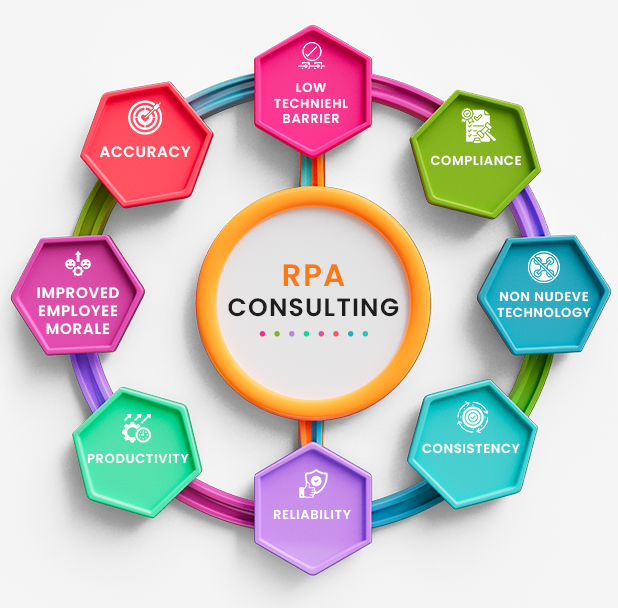 LOW
TECHNIEHL
BARRIER
COMPLIANCE
NON NUDEVE
TECHNOLOGY
CONSISTENCY
RELIABILITY
PRODUCTIVITY
IMPROVED
EMPLOYEE
MORALE
ACCURACY
RPA
CONSULTING